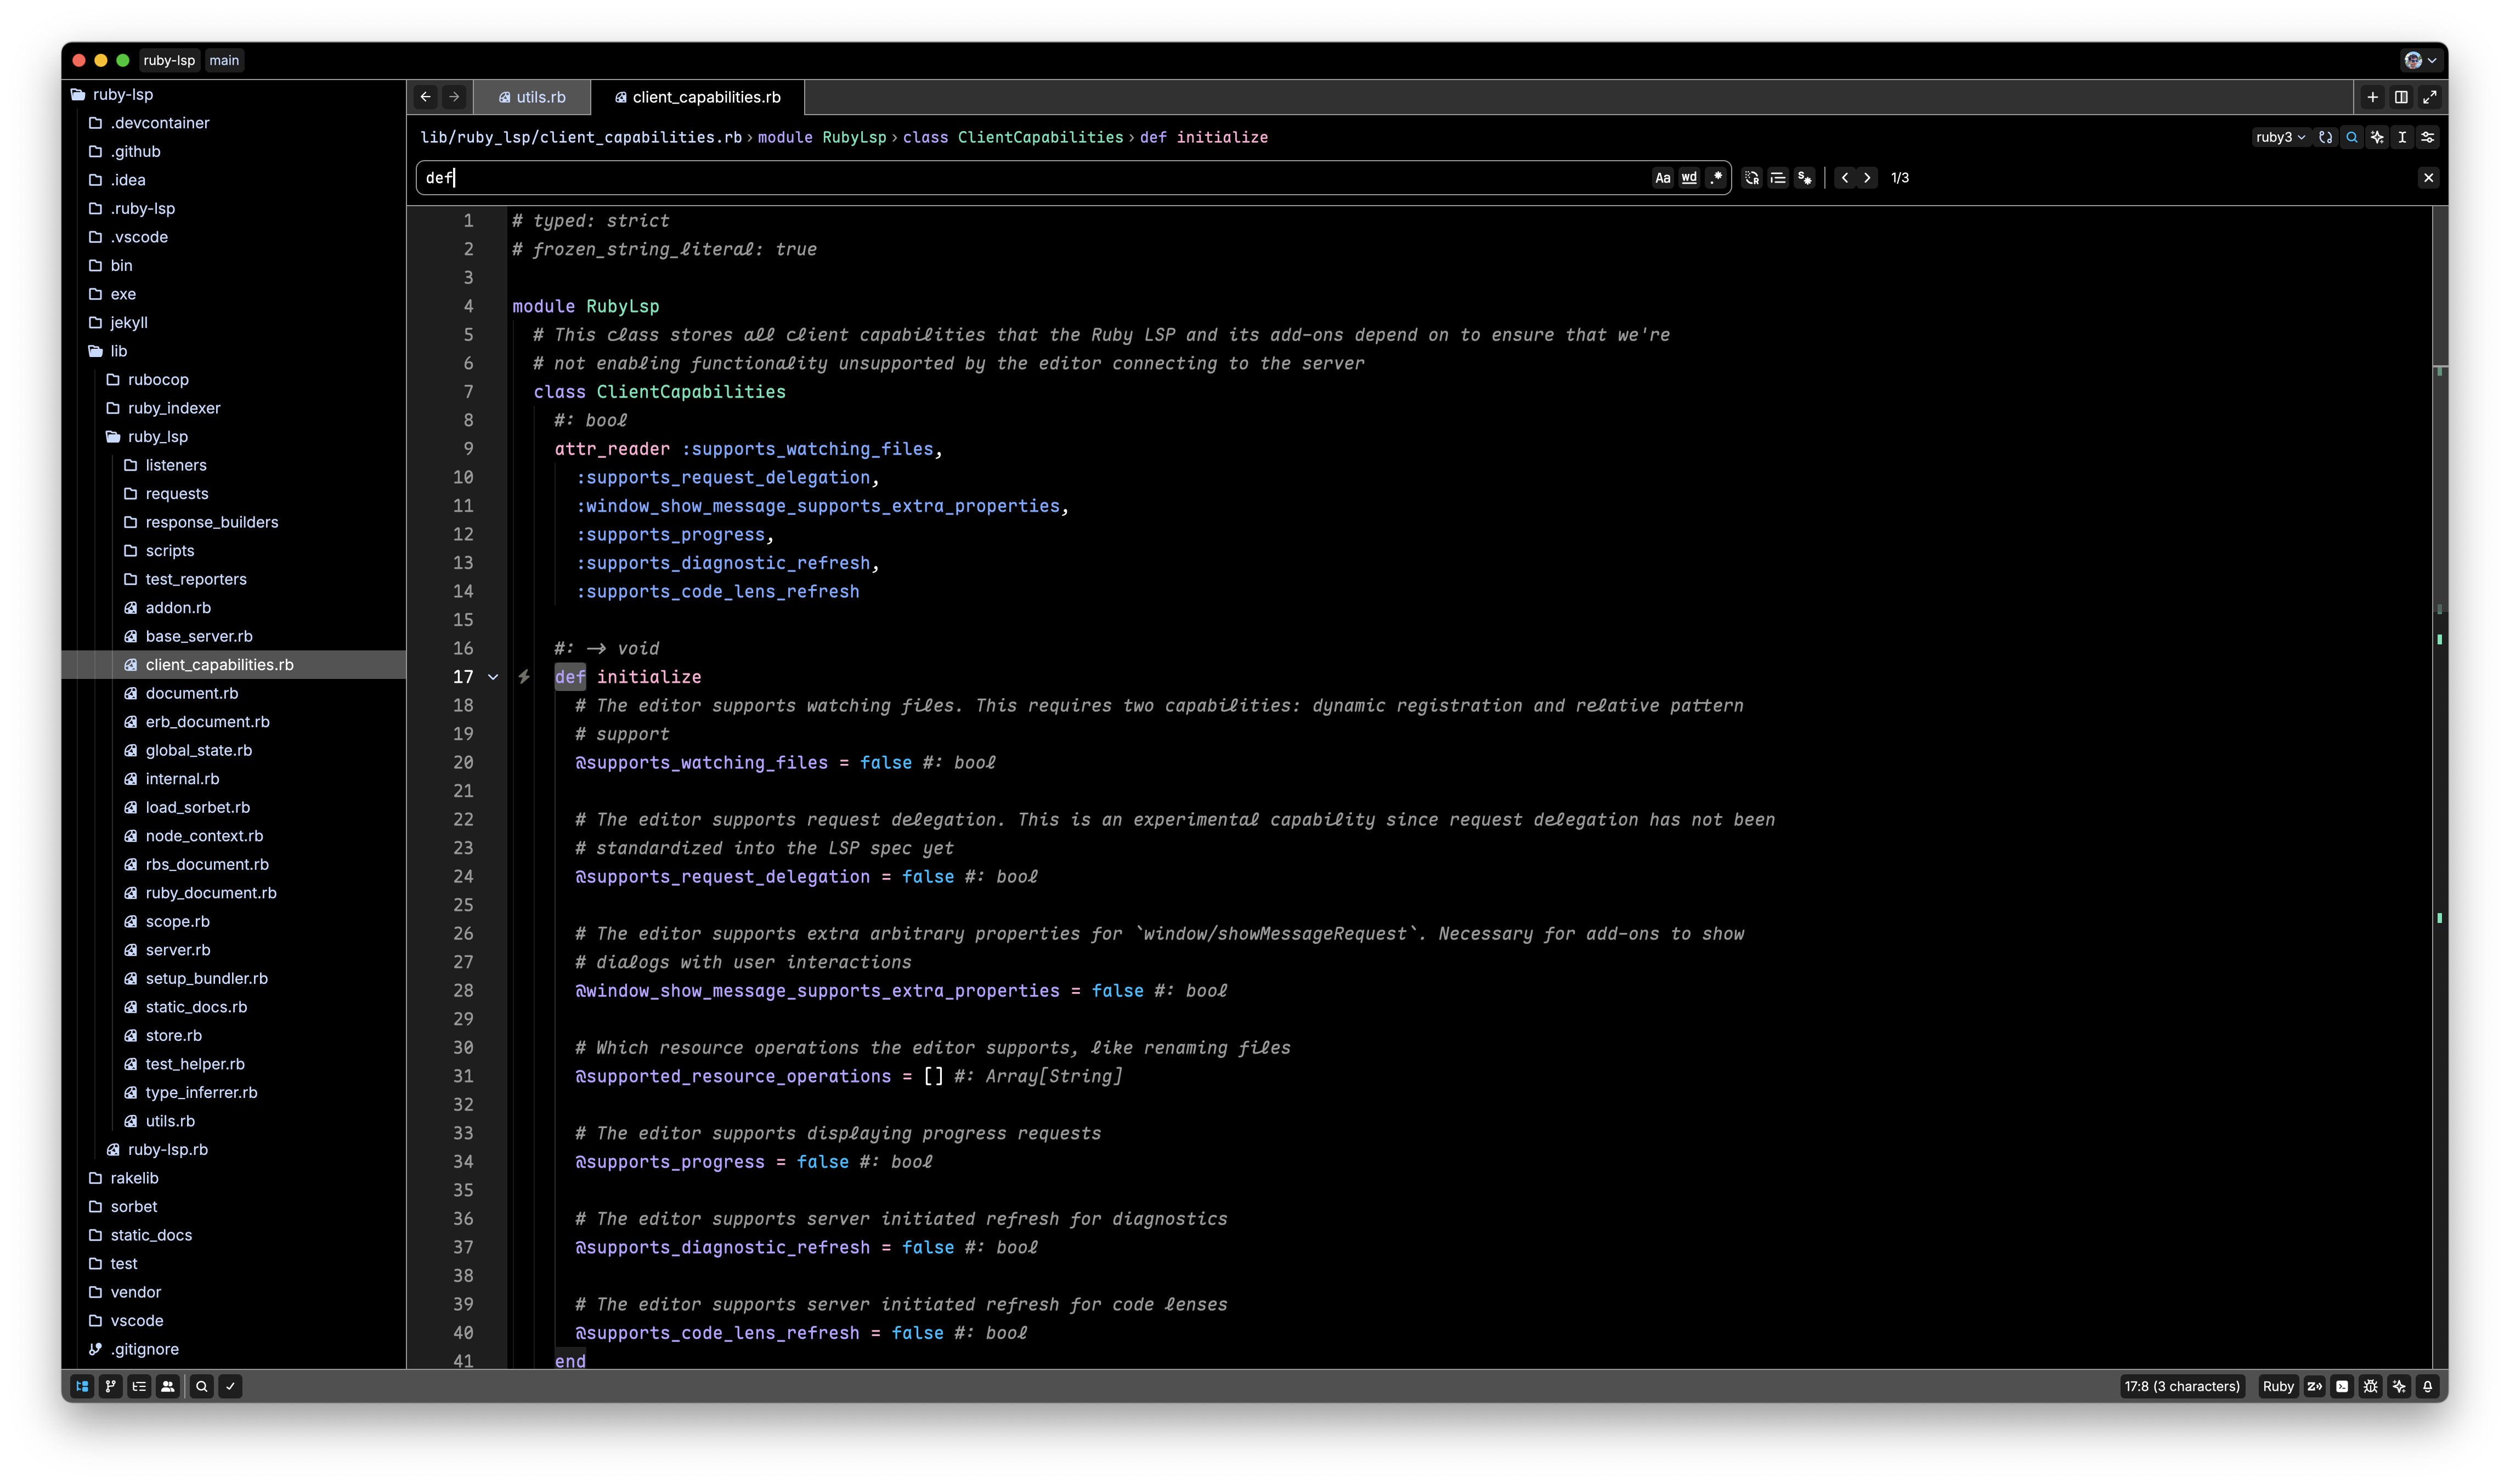 ruby-lsp main
ruby-lsp
.devcontainer
.github
.idea
.ruby-lsp
.vscode
bin
exe
jekyll
lib
rubocop
ruby_indexer
ruby_lsp
listeners
requests
response_builders
scripts
test_reporters
addon.rb
base_server.rb
client_capabilities.rb
document.rb
erb_document.rb
global_state.rb
internal.rb
load_sorbet.rb
node_context.rb
rbs_document.rb
ruby_document.rb
scope.rb
server.rb
setup_bundler.rb
static_docs.rb
store.rb
test_helper.rb
type_inferrer.rb
utils.rb
ruby-lsp.rb
rakelib
sorbet
static_docs
test
vendor
vscode
.gitignore
utils.rb client_capabilities.rb
lib/ruby_lsp/client_capabilities.rb › module RubyLsp › class ClientCapabilities › def initialize ruby3
def Aa wd .* 1/3
1 # typed: strict
2 # frozen_string_literal: true
3
4 module RubyLsp
5 # This class stores all client capabilities that the Ruby LSP and its add-ons depend on to ensure that we're
6 # not enabling functionality unsupported by the editor connecting to the server
7 class ClientCapabilities
8 #: bool
9 attr_reader :supports_watching_files,
10 :supports_request_delegation,
11 :window_show_message_supports_extra_properties,
12 :supports_progress,
13 :supports_diagnostic_refresh,
14 :supports_code_lens_refresh
15
16 #: -> void
17 def initialize
18 # The editor supports watching files. This requires two capabilities: dynamic registration and relative pattern
19 # support
20 @supports_watching_files = false #: bool
21
22 # The editor supports request delegation. This is an experimental capability since request delegation has not been
23 # standardized into the LSP spec yet
24 @supports_request_delegation = false #: bool
25
26 # The editor supports extra arbitrary properties for `window/showMessageRequest`. Necessary for add-ons to show
27 # dialogs with user interactions
28 @window_show_message_supports_extra_properties = false #: bool
29
30 # Which resource operations the editor supports, like renaming files
31 @supported_resource_operations = [] #: Array[String]
32
33 # The editor supports displaying progress requests
34 @supports_progress = false #: bool
35
36 # The editor supports server initiated refresh for diagnostics
37 @supports_diagnostic_refresh = false #: bool
38
39 # The editor supports server initiated refresh for code lenses
40 @supports_code_lens_refresh = false #: bool
41 end
17:8 (3 characters) Ruby